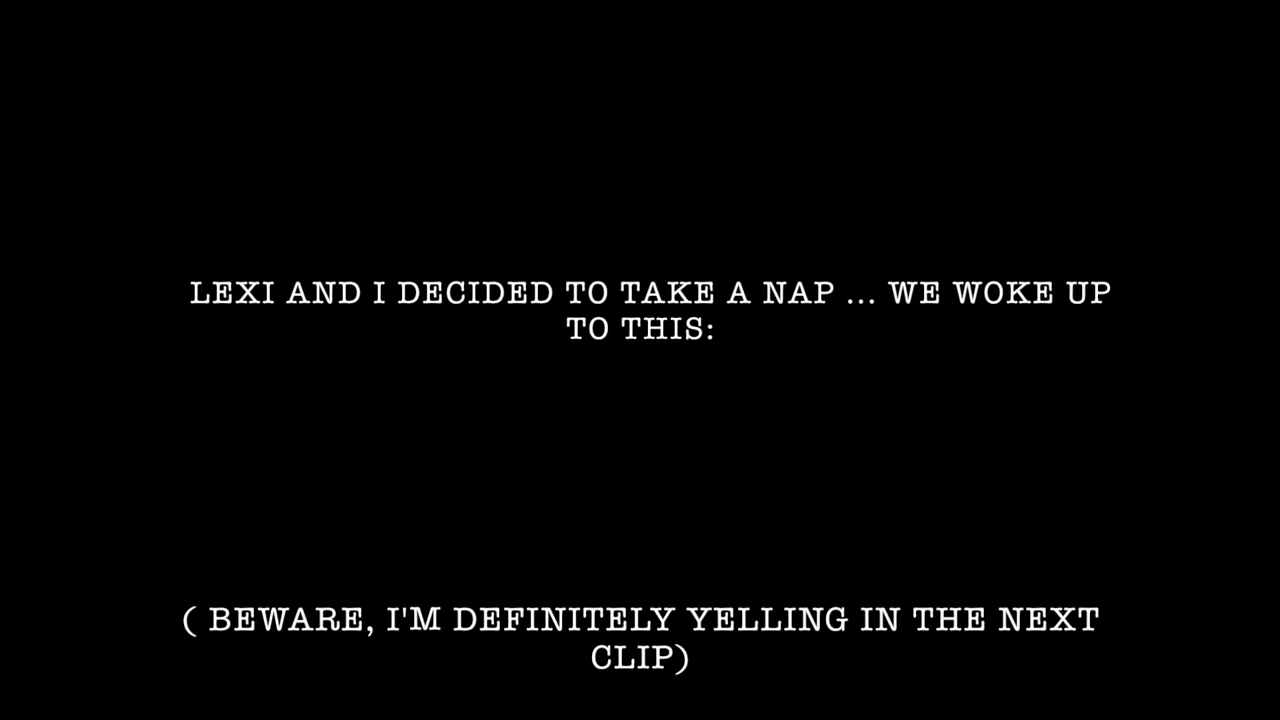 LEXI AND I DECIDED TO TAKE A NAP ... WE WOKE UP
TO THIS:
( BEWARE, I'M DEFINITELY YELLING IN THE NEXT
CLIP)